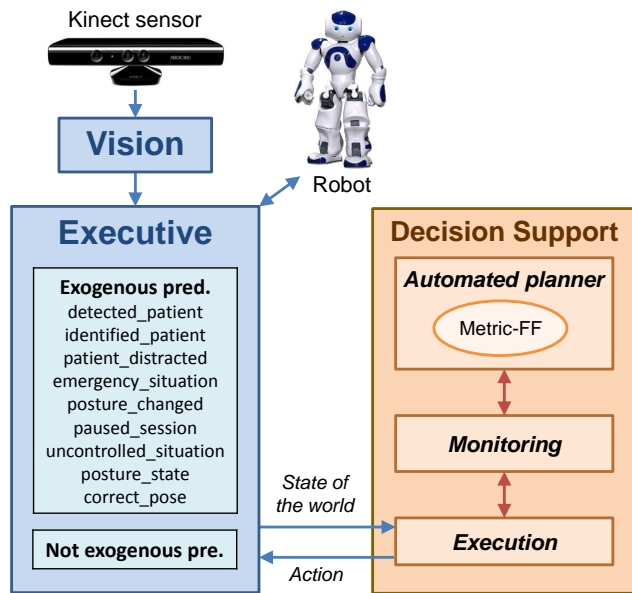 Kinect sensor
XBOX360
Vision
Robot
Executive
Exogenous pred.
detected_patient
identified_patient
patient_distracted
emergency_situation
posture_changed
paused_session
uncontrolled_situation
posture_state
correct_pose
Not exogenous pre.
State of
the world
Action
Decision Support
Automated planner
Metric-FF
Monitoring
Execution